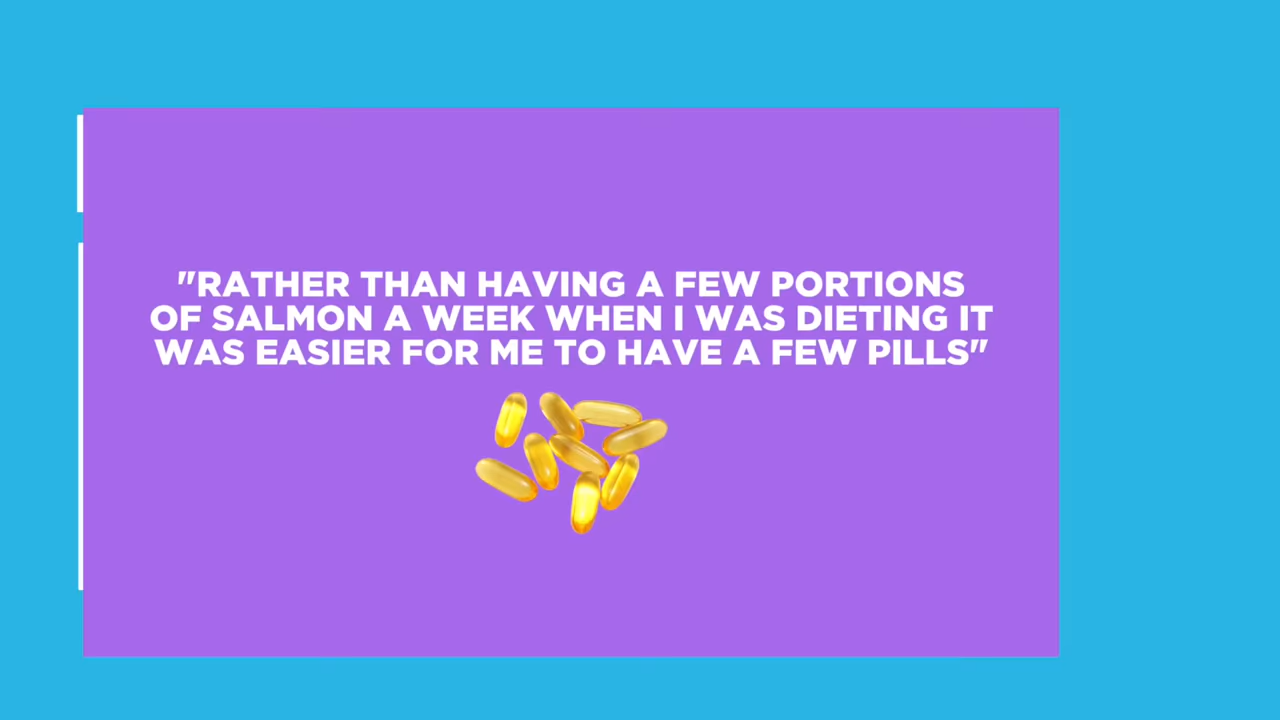 "RATHER THAN HAVING A FEW PORTIONS
OF SALMON A WEEK WHEN I WAS DIETING IT
WAS EASIER FOR ME TO HAVE A FEW PILLS"